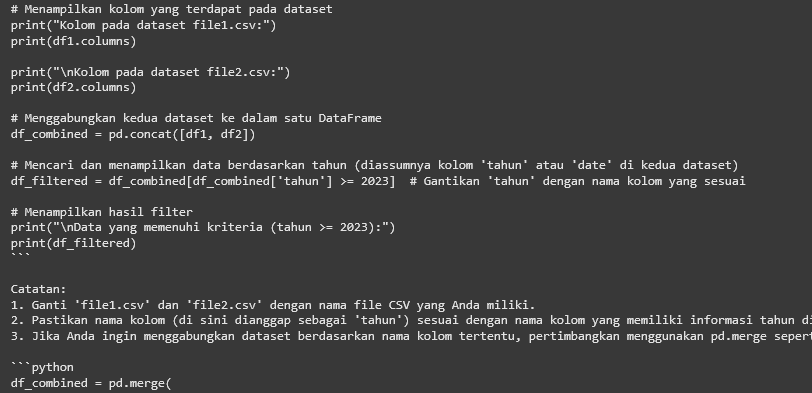 # Menampilkan kolom yang terdapat pada dataset
print("Kolom pada dataset file1.csv:")
print(df1.columns)
print("\nKolom pada dataset file2.csv:")
print(df2.columns)
# Menggabungkan kedua dataset ke dalam satu DataFrame
df_combined = pd.concat([df1, df2])
# Mencari dan menampilkan data berdasarkan tahun (diassumnya kolom 'tahun' atau 'date' di kedua dataset)
df_filtered = df_combined[df_combined['tahun'] >= 2023]  # Gantikan 'tahun' dengan nama kolom yang sesuai
# Menampilkan hasil filter
print("\nData yang memenuhi kriteria (tahun >= 2023):")
print(df_filtered)
```
Catatan:
1. Ganti 'file1.csv' dan 'file2.csv' dengan nama file CSV yang Anda miliki.
2. Pastikan nama kolom (di sini dianggap sebagai 'tahun') sesuai dengan nama kolom yang memiliki informasi tahun di
3. Jika Anda ingin menggabungkan dataset berdasarkan nama kolom tertentu, pertimbangkan menggunakan pd.merge sepert
```python
df_combined = pd.merge(